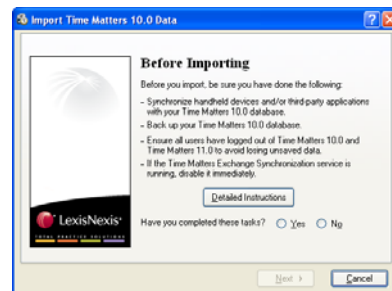 Import Time Matters 10.0 Data
Before Importing
Before you import, be sure you have done the following:
- Synchronize handheld devices and/or third-party applications
with your Time Matters 10.0 database.
- Back up your Time Matters 10.0 database.
- Ensure all users have logged out of Time Matters 10.0 and
Time Matters 11.0 to avoid losing unsaved data.
- If the Time Matters Exchange Synchronization service is
running, disable it immediately.
Detailed Instructions
LexisNexis®
TOTAL PRACTICE SOLUTIONS
Have you completed these tasks? Yes No
Next > Cancel